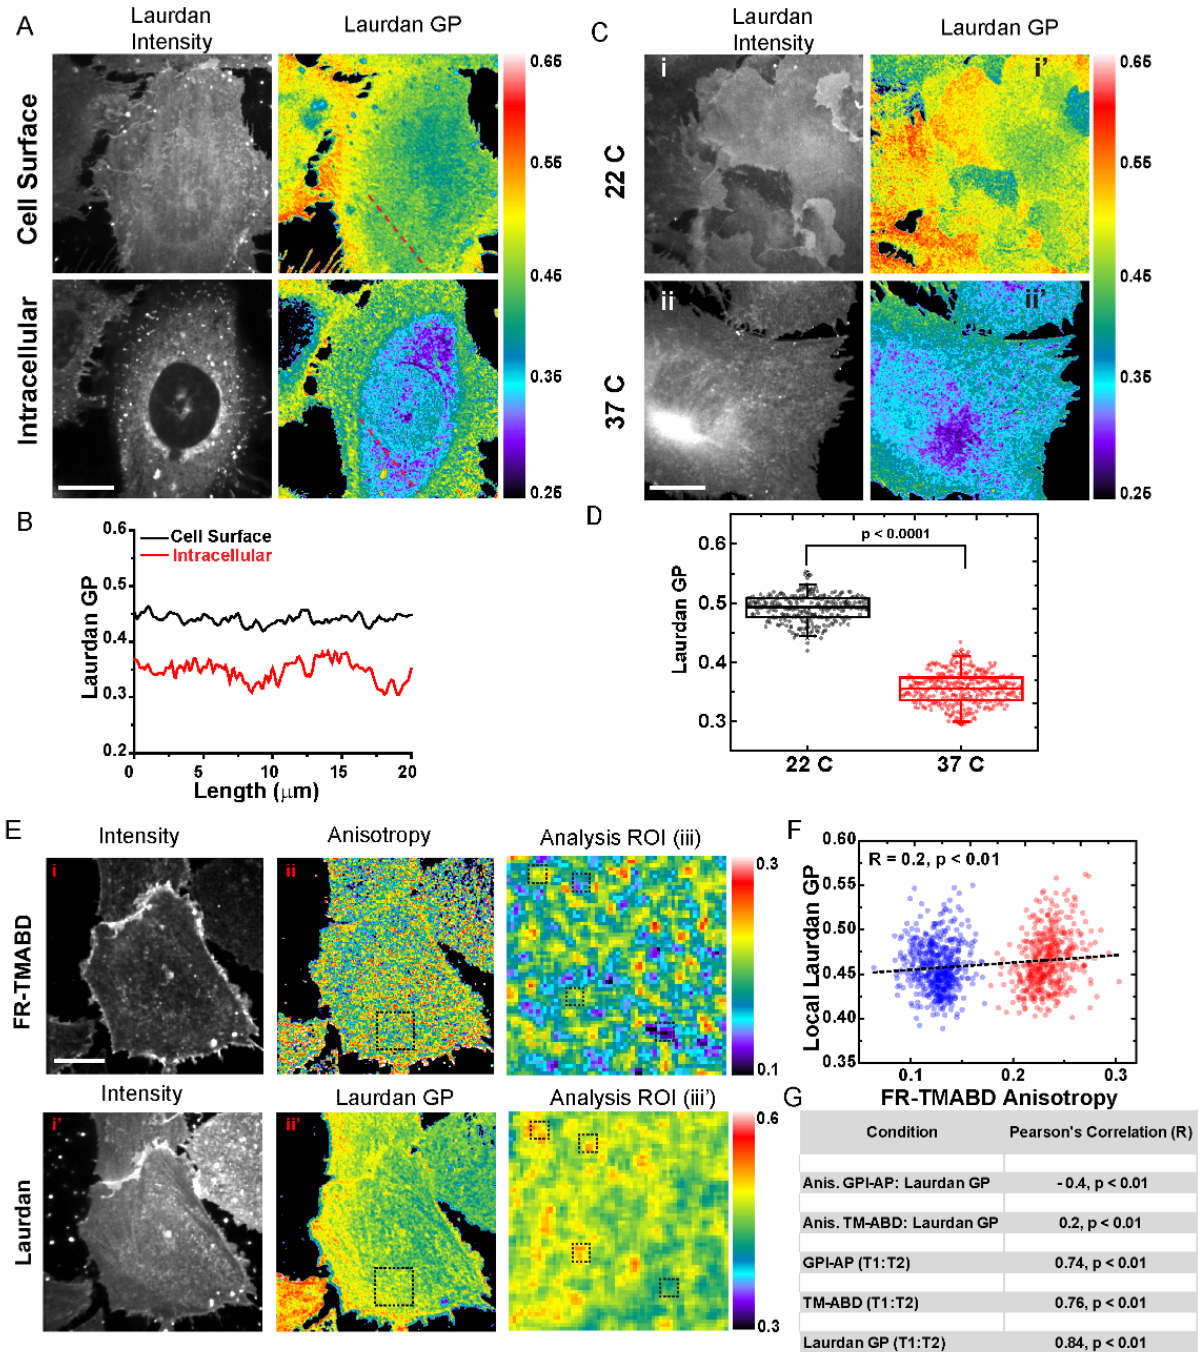 A
Laurdan
Intensity
Laurdan GP
Cell Surface
Intracellular
0.65
0.55
0.45
0.35
0.25
C
Laurdan
Intensity
Laurdan GP
i
i'
22 C
ii
ii'
37 C
0.65
0.55
0.45
0.35
0.25
B
0.6
0.5
0.4
0.3
0.2
Laurdan GP
Cell Surface
Intracellular
0
5
10
15
20
Length (μm)
D
0.6
0.5
0.4
0.3
Laurdan GP
p < 0.0001
22 C
37 C
E
Intensity
Anisotropy
Analysis ROI (iii)
FR-TMABD
i
ii
0.3
0.1
Intensity
Laurdan GP
Analysis ROI (iii')
Laurdan
i'
ii'
0.6
0.3
F
0.60
0.55
0.50
0.45
0.40
0.35
Local Laurdan GP
R = 0.2, p < 0.01
0.1
0.2
0.3
FR-TMABD Anisotropy
G
Condition Pearson's Correlation (R)
Anis. GPI-AP: Laurdan GP - 0.4, p < 0.01
Anis. TM-ABD: Laurdan GP 0.2, p < 0.01
GPI-AP (T1:T2) 0.74, p < 0.01
TM-ABD (T1:T2) 0.76, p < 0.01
Laurdan GP (T1:T2) 0.84, p < 0.01